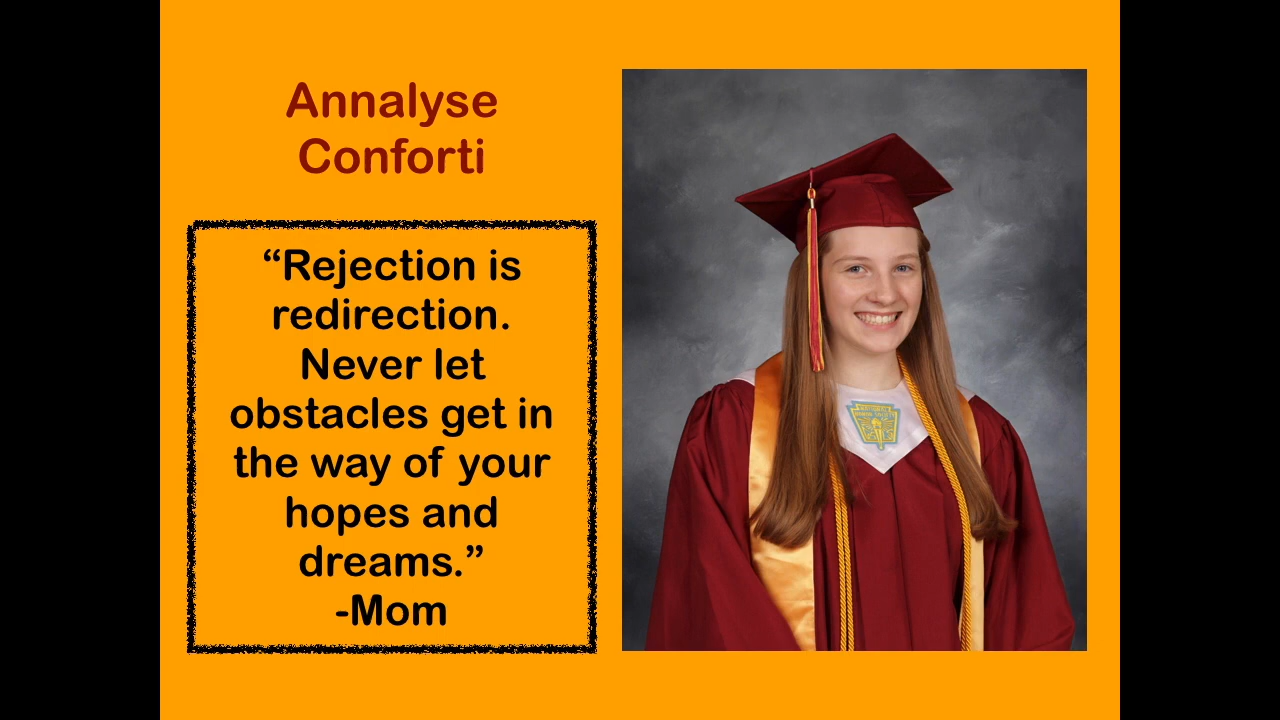 Annalyse
Conforti
“Rejection is
redirection.
Never let
obstacles get in
the way of your
hopes and
dreams.”
-Mom